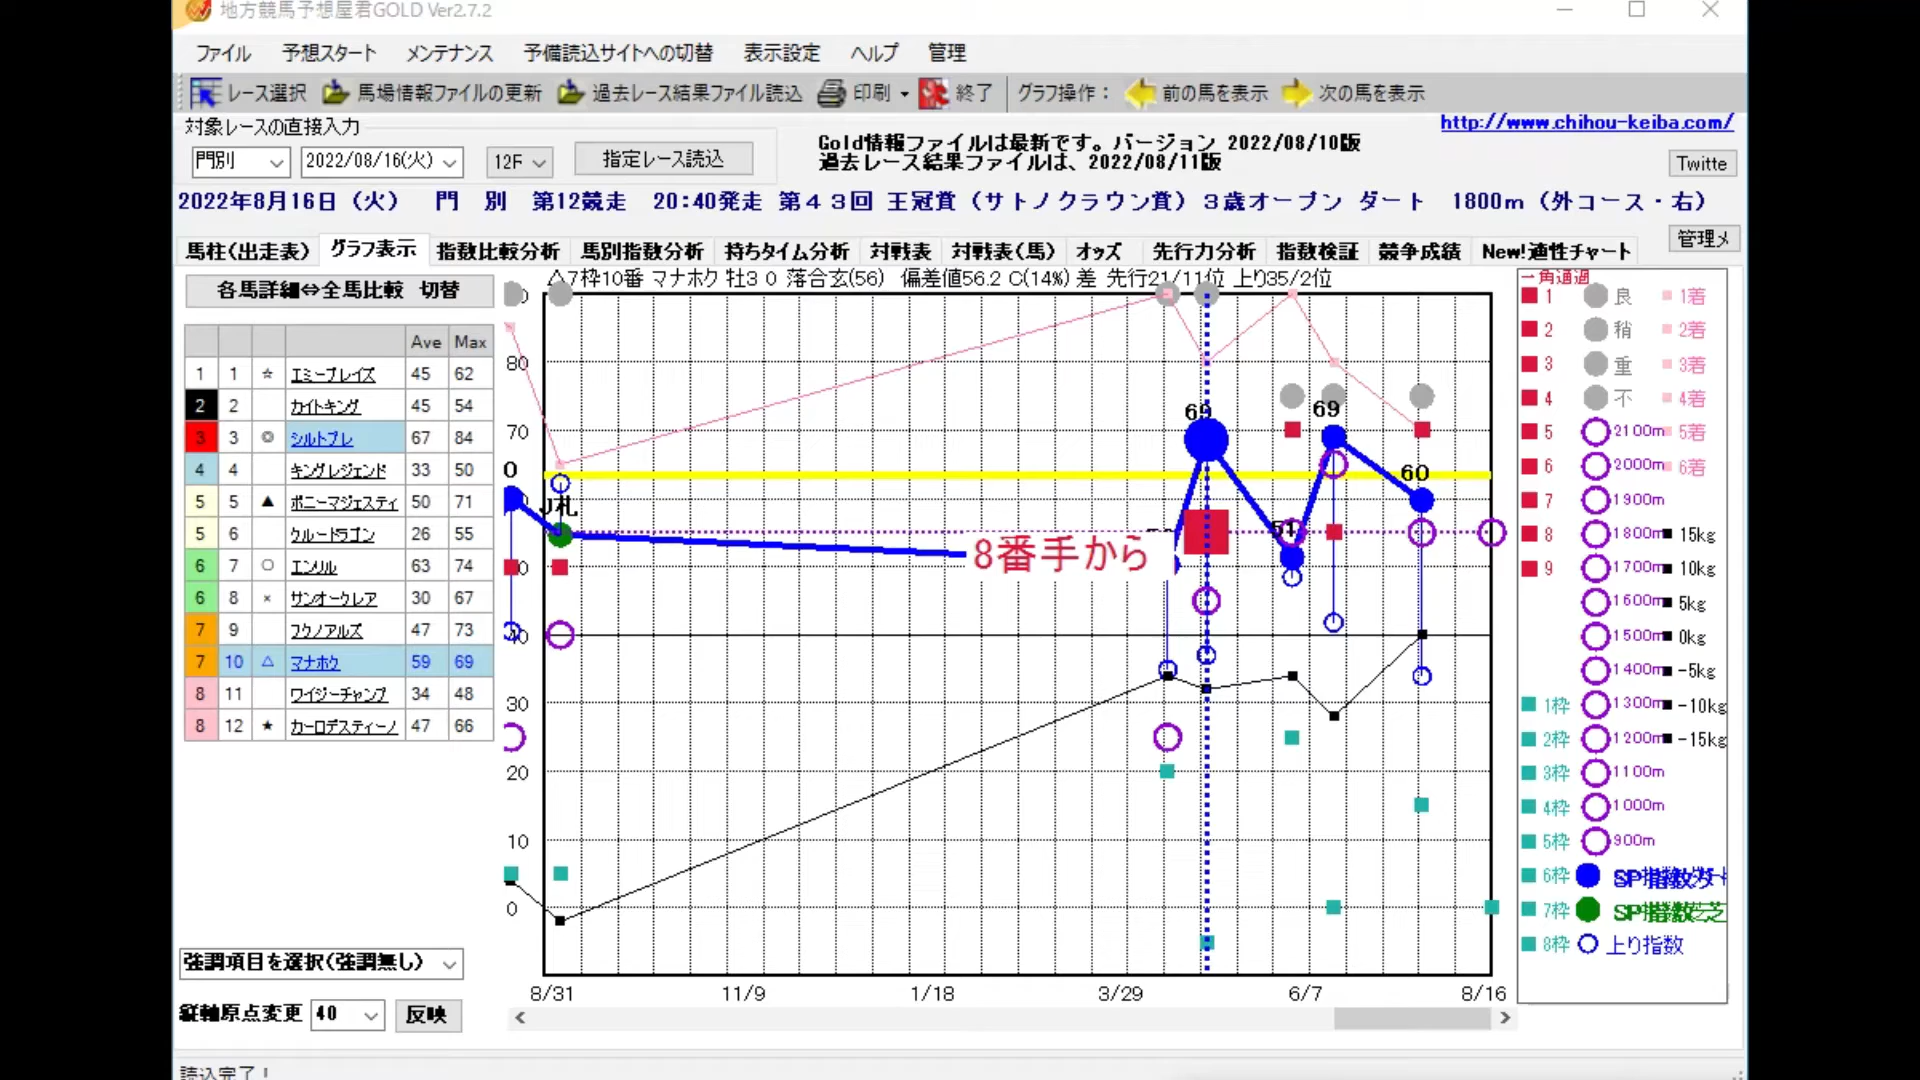 地方競馬予想屋君GOLD Ver2.7.2
ファイル 予想スタート メンテナンス 予備読込サイトへの切替 表示設定 ヘルプ 管理
レース選択 馬場情報ファイルの更新 過去レース結果ファイル読込 印刷 終了 グラフ操作： 前の馬を表示 次の馬を表示
対象レースの直接入力
http://www.chihou-keiba.com/
門別 2022/08/16(火) 12F 指定レース読込
Gold情報ファイルは最新です。バージョン 2022/08/10版
過去レース結果ファイルは、2022/08/11版
Twitte
2022年8月16日（火） 門 別 第12競走 20:40発走 第４３回 王冠賞（サトノクラウン賞）３歳オープン ダート 1800m（外コース・右）
管理メ
馬柱(出走表) グラフ表示 指数比較分析 馬別指数分析 持ちタイム分析 対戦表 対戦表(馬) オッズ 先行力分析 指数検証 競争成績 New!適性チャート
△7枠10番 マナホク 牡3 0 落合玄(56) 偏差値56.2 C(14%) 差 先行21/11位 上り35/2位
各馬詳細⇔全馬比較 切替
Ave Max
1 1 ☆ エミーブレイズ 45 62
2 2 カイトキング 45 54
3 3 ◎ シルトプレ 67 84
4 4 キングレジェンド 33 50
5 5 ▲ ポニーマジェスティ 50 71
5 6 クルードラゴン 26 55
6 7 ○ エンリル 63 74
6 8 × サンオークレア 30 67
7 9 フクノアルズ 47 73
7 10 △ マナホク 59 69
8 11 ワイジーチャンプ 34 48
8 12 ★ カーロデスティーノ 47 66
80
70
40
30
20
10
0
69
69
60
51
8番手から
8/31 11/9 1/18 3/29 6/7 8/16
一角通過
1 良 1着
2 稍 2着
3 重 3着
4 不 4着
5 2100m 5着
6 2000m 6着
7 1900m
8 1800m 15kg
9 1700m 10kg
1600m 5kg
1500m 0kg
1400m -5kg
1枠 1300m -10kg
2枠 1200m -15kg
3枠 1100m
4枠 1000m
5枠 900m
6枠
7枠
8枠 上り指数
強調項目を選択(強調無し)
縦軸原点変更 40 反映
読込完了！